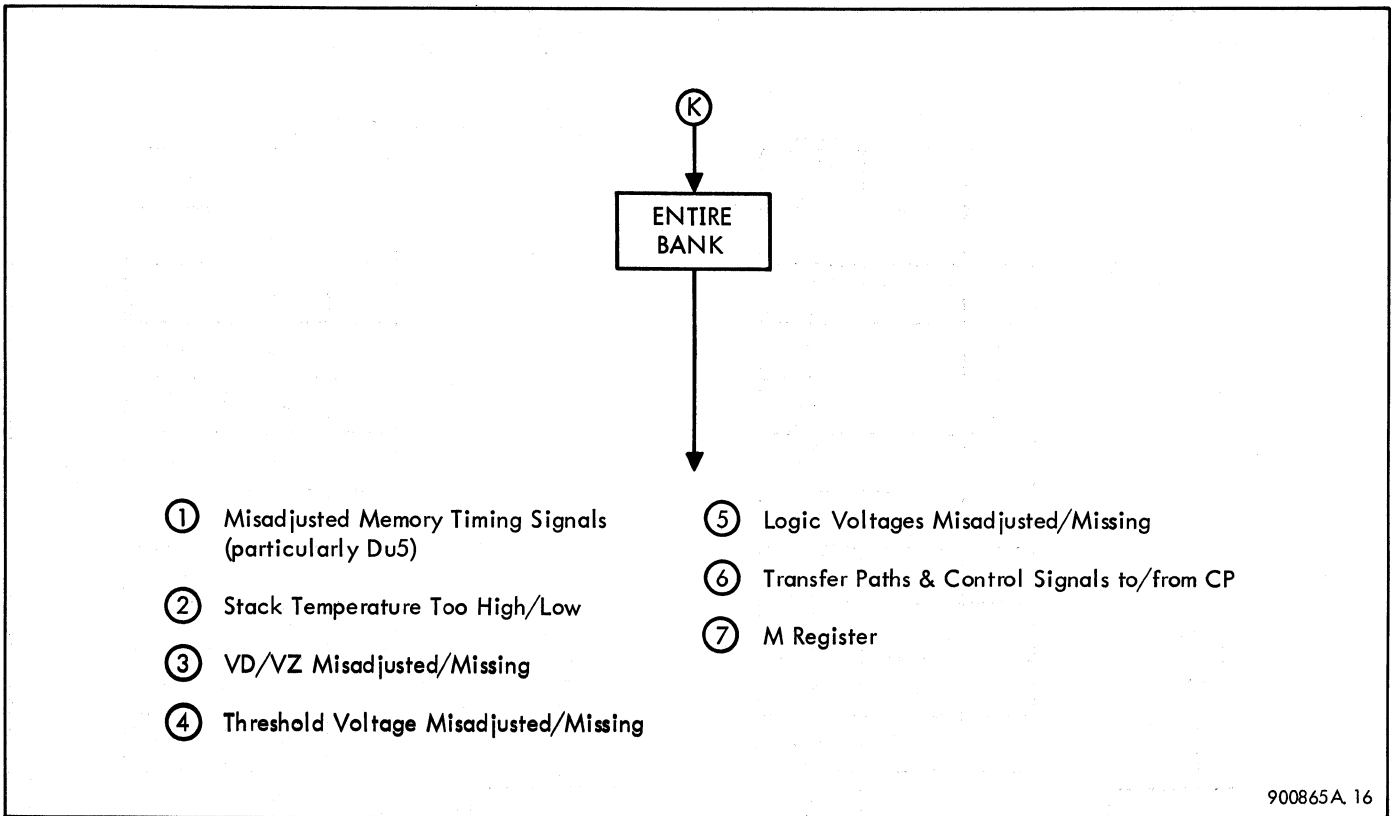 K
ENTIRE
BANK
1 Misadjusted Memory Timing Signals
(particularly Du5)
2 Stack Temperature Too High/Low
3 VD/VZ Misadjusted/Missing
4 Threshold Voltage Misadjusted/Missing
5 Logic Voltages Misadjusted/Missing
6 Transfer Paths & Control Signals to/from CP
7 M Register
900865A. 16